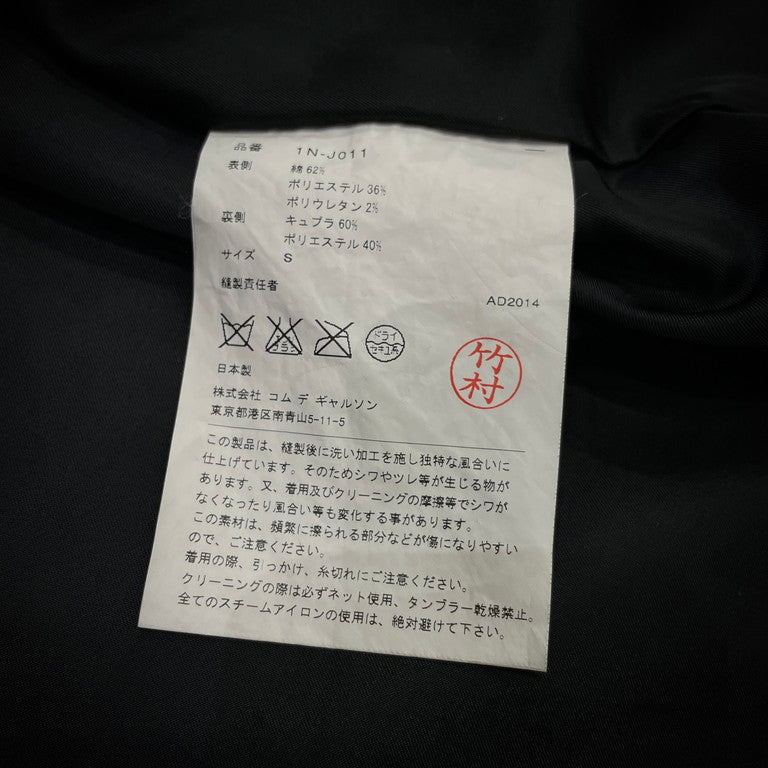 品番 1N-J011
表側 綿 62%
ポリエステル 36%
ポリウレタン 2%
裏側 キュプラ 60%
ポリエステル 40%
サイズ S
縫製責任者
AD2014
ドライ
セキユ系
竹村
日本製
株式会社 コム デ ギャルソン
東京都港区南青山5-11-5
この製品は、縫製後に洗い加工を施し独特な風合いに
仕上げています。そのためシワやツレ等が生じる物が
あります。又、着用及びクリーニングの摩擦等でシワが
なくなったり風合い等も変化する事があります。
この素材は、頻繁に擦られる部分などが傷になりやすい
ので、ご注意ください。
着用の際、引っかけ、糸切れにご注意ください。
クリーニングの際は必ずネット使用、タンブラー乾燥禁止。
全てのスチームアイロンの使用は、絶対避けて下さい。